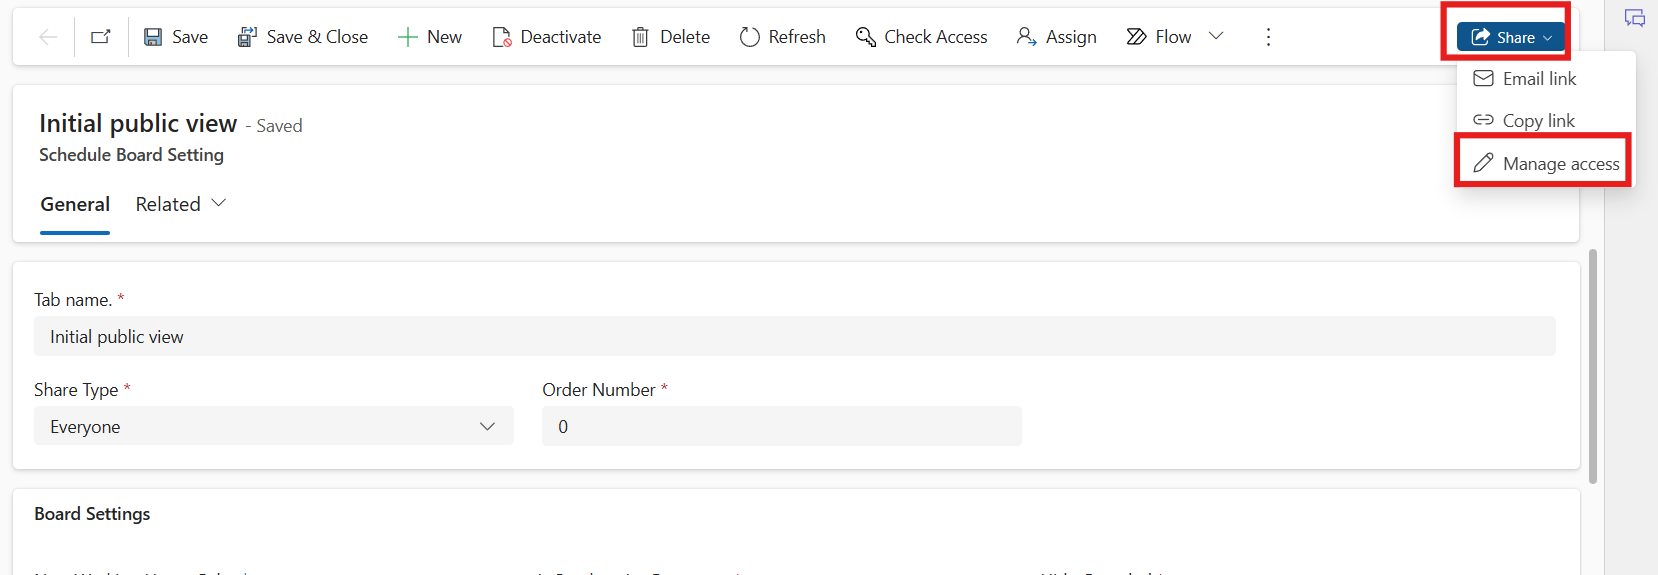 Save Save & Close New Deactivate Delete Refresh Check Access Assign Flow Share
Email link
Copy link
Manage access
Initial public view - Saved
Schedule Board Setting
General Related
Tab name. *
Initial public view
Share Type * Order Number *
Everyone 0
Board Settings